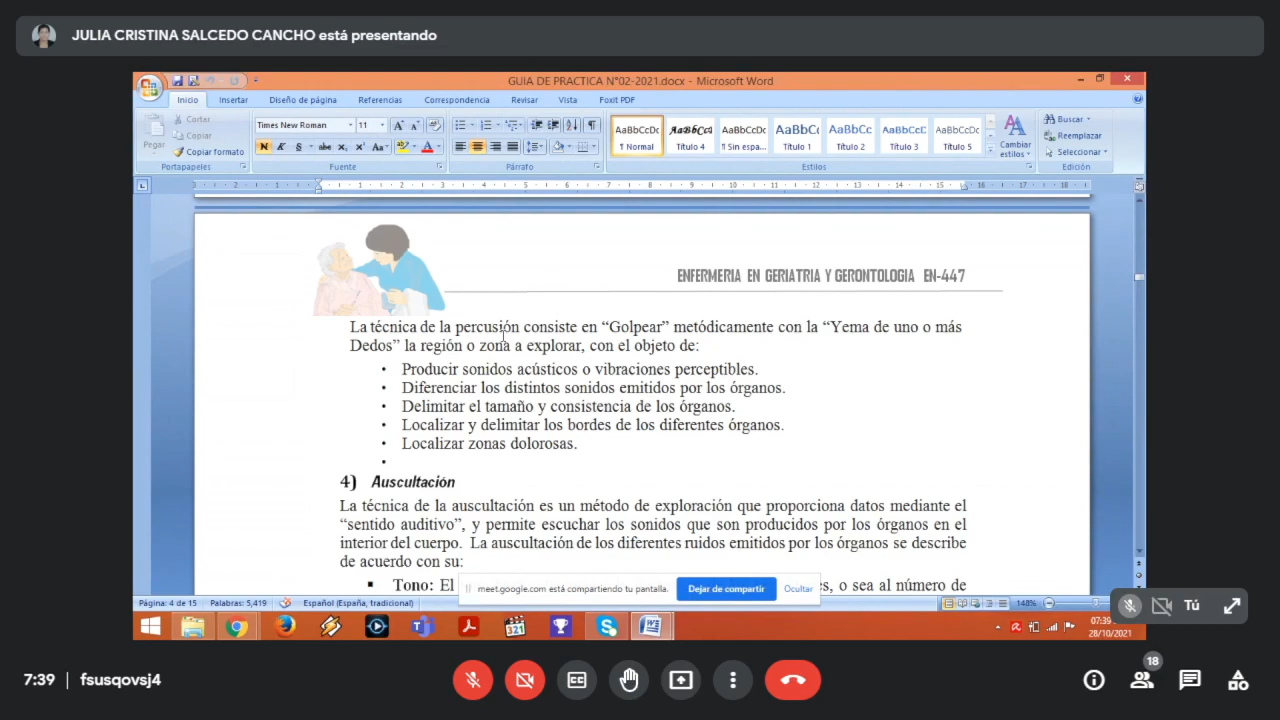 JULIA CRISTINA SALCEDO CANCHO está presentando
GUIA DE PRACTICA N°02-2021.docx - Microsoft Word
Inicio Insertar Diseño de página Referencias Correspondencia Revisar Vista Foxit PDF
Pegar
Cortar
Copiar
Copiar formato
Portapapeles
Times New Roman 11
Fuente
Párrafo
AaBbCcDc AaBbCcI AaBbCcDc AaBbC( AaBbCc AaBbCcD AaBbCcDc
¶ Normal Título 4 ¶ Sin espa... Título 1 Título 2 Título 3 Título 5
Cambiar estilos
Estilos
Buscar
Reemplazar
Seleccionar
Edición
ENFERMERIA EN GERIATRIA Y GERONTOLOGIA EN-447
La técnica de la percusión consiste en “Golpear” metódicamente con la “Yema de uno o más
Dedos” la región o zona a explorar, con el objeto de:
• Producir sonidos acústicos o vibraciones perceptibles.
• Diferenciar los distintos sonidos emitidos por los órganos.
• Delimitar el tamaño y consistencia de los órganos.
• Localizar y delimitar los bordes de los diferentes órganos.
• Localizar zonas dolorosas.
•
4) Auscultación
La técnica de la auscultación es un método de exploración que proporciona datos mediante el
“sentido auditivo”, y permite escuchar los sonidos que son producidos por los órganos en el
interior del cuerpo. La auscultación de los diferentes ruidos emitidos por los órganos se describe
de acuerdo con su:
▪ Tono: El
es, o sea al número de
meet.google.com está compartiendo tu pantalla. Dejar de compartir Ocultar
Página: 4 de 15 Palabras: 5,419 Español (España, tradicional) 148%
Tú
07:39
28/10/2021
7:39 | fsusqovsj4
18